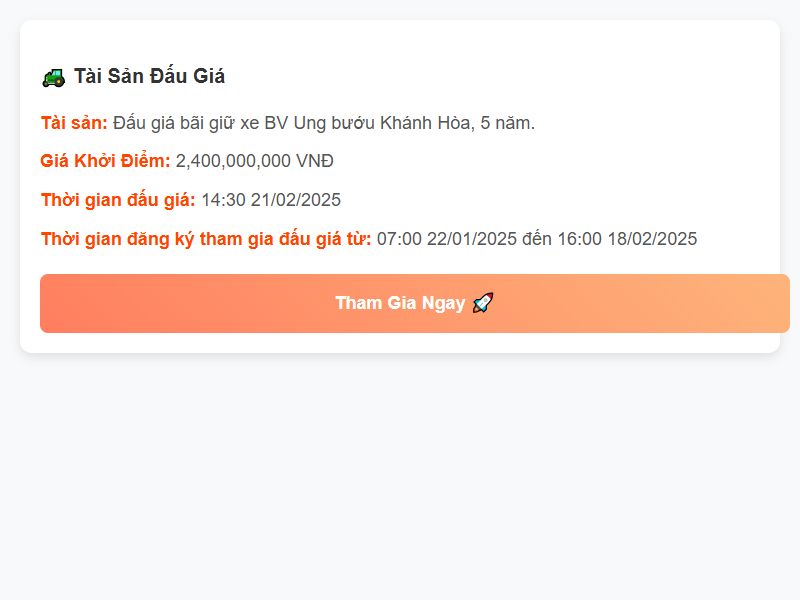 🚜 Tài Sản Đấu Giá
Tài sản: Đấu giá bãi giữ xe BV Ung bướu Khánh Hòa, 5 năm.
Giá Khởi Điểm: 2,400,000,000 VNĐ
Thời gian đấu giá: 14:30 21/02/2025
Thời gian đăng ký tham gia đấu giá từ: 07:00 22/01/2025 đến 16:00 18/02/2025
Tham Gia Ngay 🚀